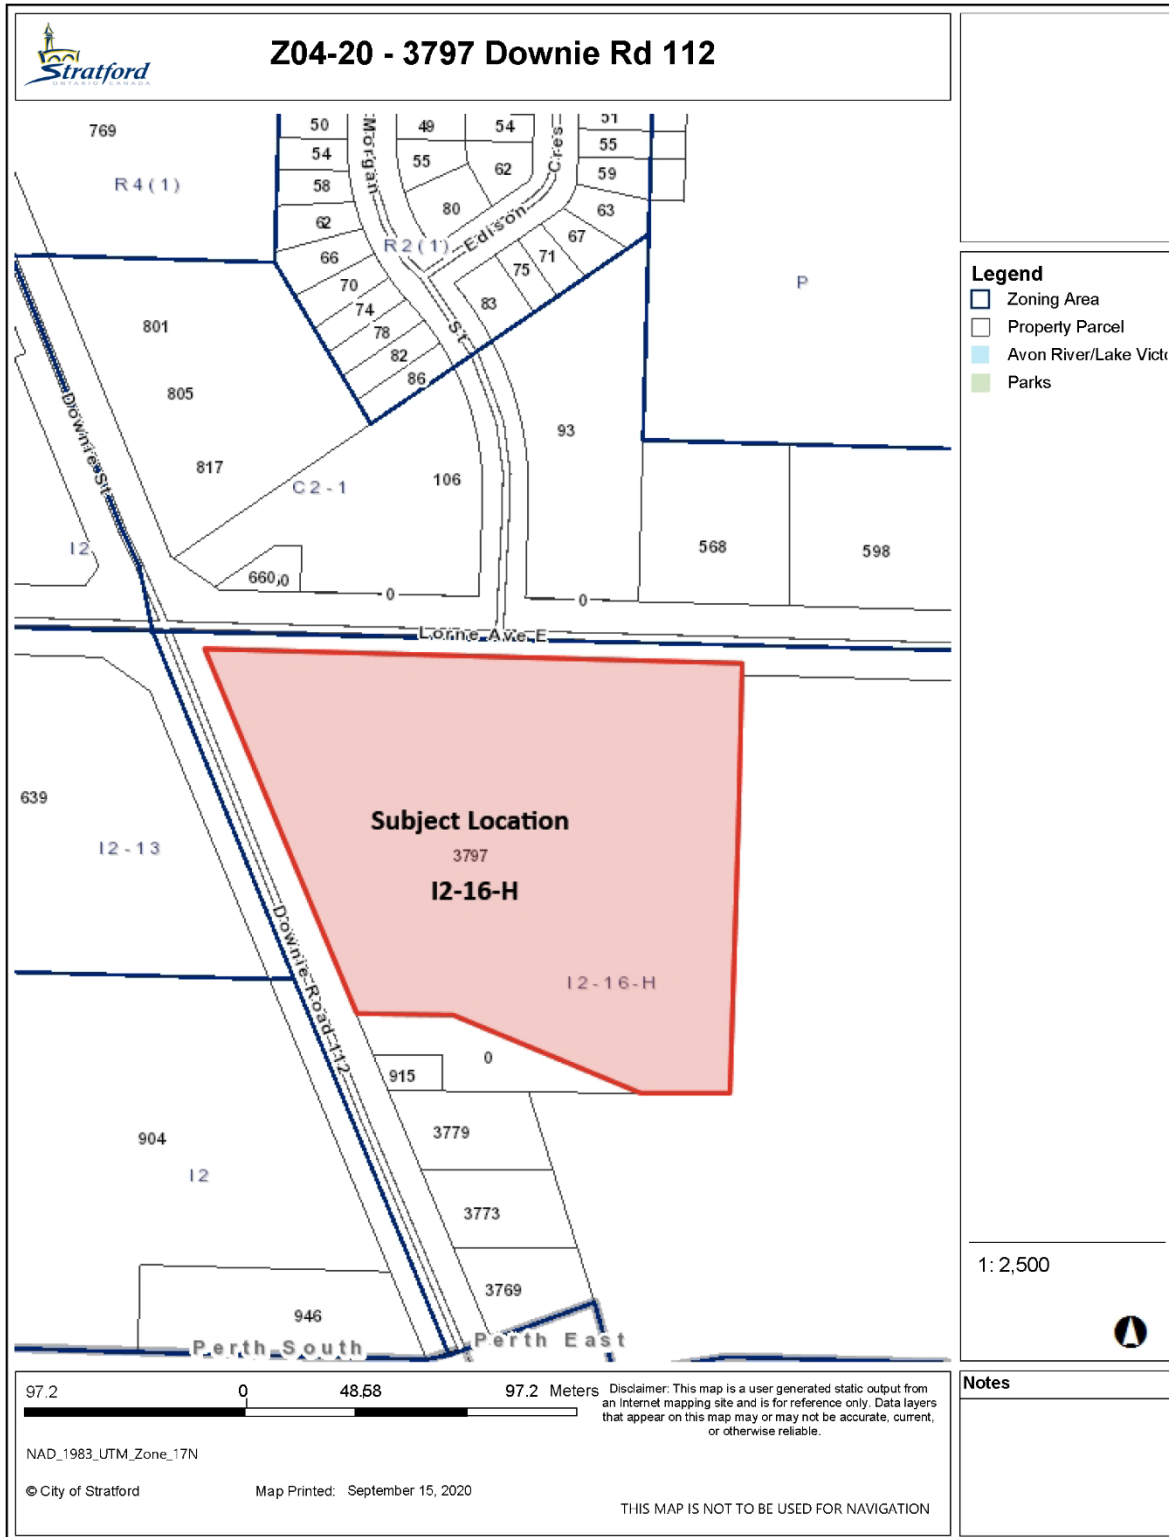 Stratford
ONTARIO CANADA
Z04-20 - 3797 Downie Rd 112
769
R4(1)
50
54
58
62
66
70
74
78
82
86
Morgan
St
49
55
80
54
62
R2(1)
Edison
Cres
51
55
59
63
67
71
75
83
P
801
805
817
Downie St
I2
C2-1
106
93
660
0
0
568
598
Lorne Ave E
639
I2-13
Subject Location
3797
I2-16-H
I2-16-H
Downie Road 112
0
915
3779
3773
3769
904
I2
946
Perth South
Perth East
Legend
Zoning Area
Property Parcel
Avon River/Lake Victo
Parks
1: 2,500
97.2
0
48.58
97.2 Meters
NAD_1983_UTM_Zone_17N
© City of Stratford
Map Printed: September 15, 2020
Disclaimer: This map is a user generated static output from
an Internet mapping site and is for reference only. Data layers
that appear on this map may or may not be accurate, current,
or otherwise reliable.
THIS MAP IS NOT TO BE USED FOR NAVIGATION
Notes